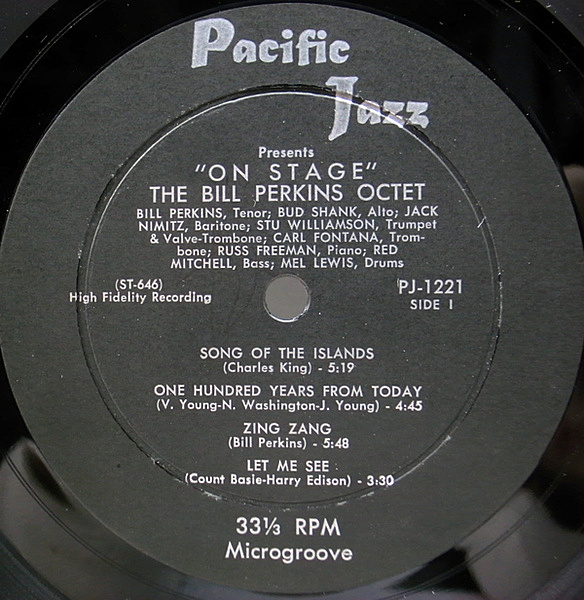 Pacific
Jazz
Presents
"ON STAGE"
THE BILL PERKINS OCTET
BILL PERKINS, Tenor; BUD SHANK, Alto; JACK
NIMITZ, Baritone; STU WILLIAMSON, Trumpet
& Valve-Trombone; CARL FONTANA, Trom-
bone; RUSS FREEMAN, Piano; RED
MITCHELL, Bass; MEL LEWIS, Drums
(ST-646)
High Fidelity Recording
PJ-1221
SIDE 1
SONG OF THE ISLANDS
(Charles King) - 5:19
ONE HUNDRED YEARS FROM TODAY
(V. Young-N. Washington-J. Young) - 4:45
ZING ZANG
(Bill Perkins) - 5:48
LET ME SEE
(Count Basie-Harry Edison) - 3:30
33⅓ RPM
Microgroove